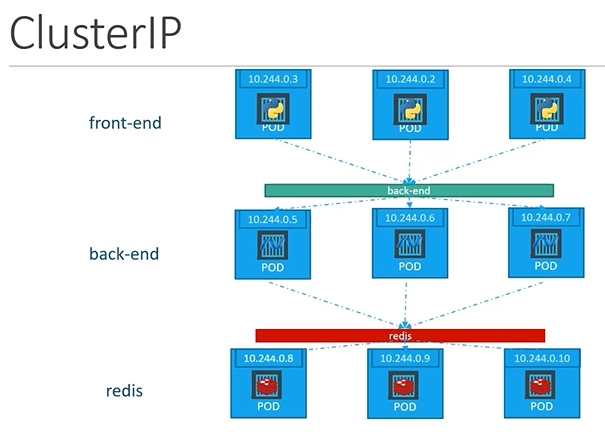 ClusterIP
10.244.0.3 10.244.0.2 10.244.0.4
front-end
POD POD POD
back-end
10.244.0.5 10.244.0.6 10.244.0.7
back-end
POD POD POD
redis
10.244.0.8 10.244.0.9 10.244.0.10
redis
POD POD POD